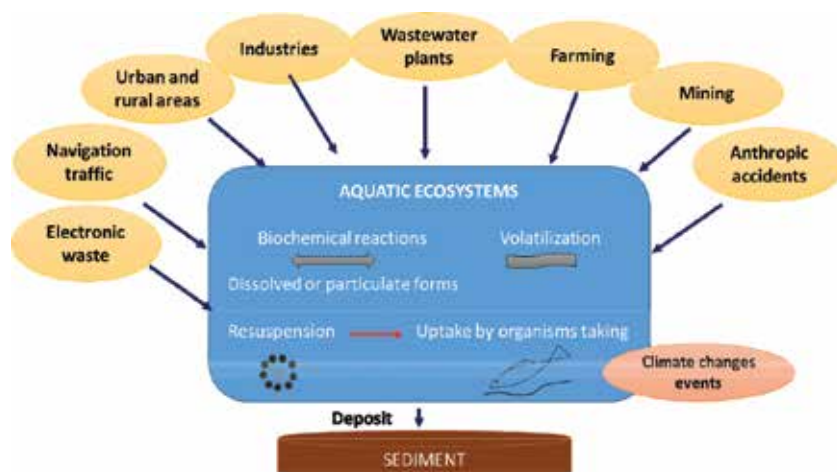 Industries
Wastewater
plants
Farming
Urban and
rural areas
Mining
Navigation
traffic
Anthropic
accidents
Electronic
waste
AQUATIC ECOSYSTEMS
Biochemical reactions
Volatilization
Dissolved or particulate forms
Resuspension
Uptake by organisms taking
Climate changes
events
Deposit
SEDIMENT